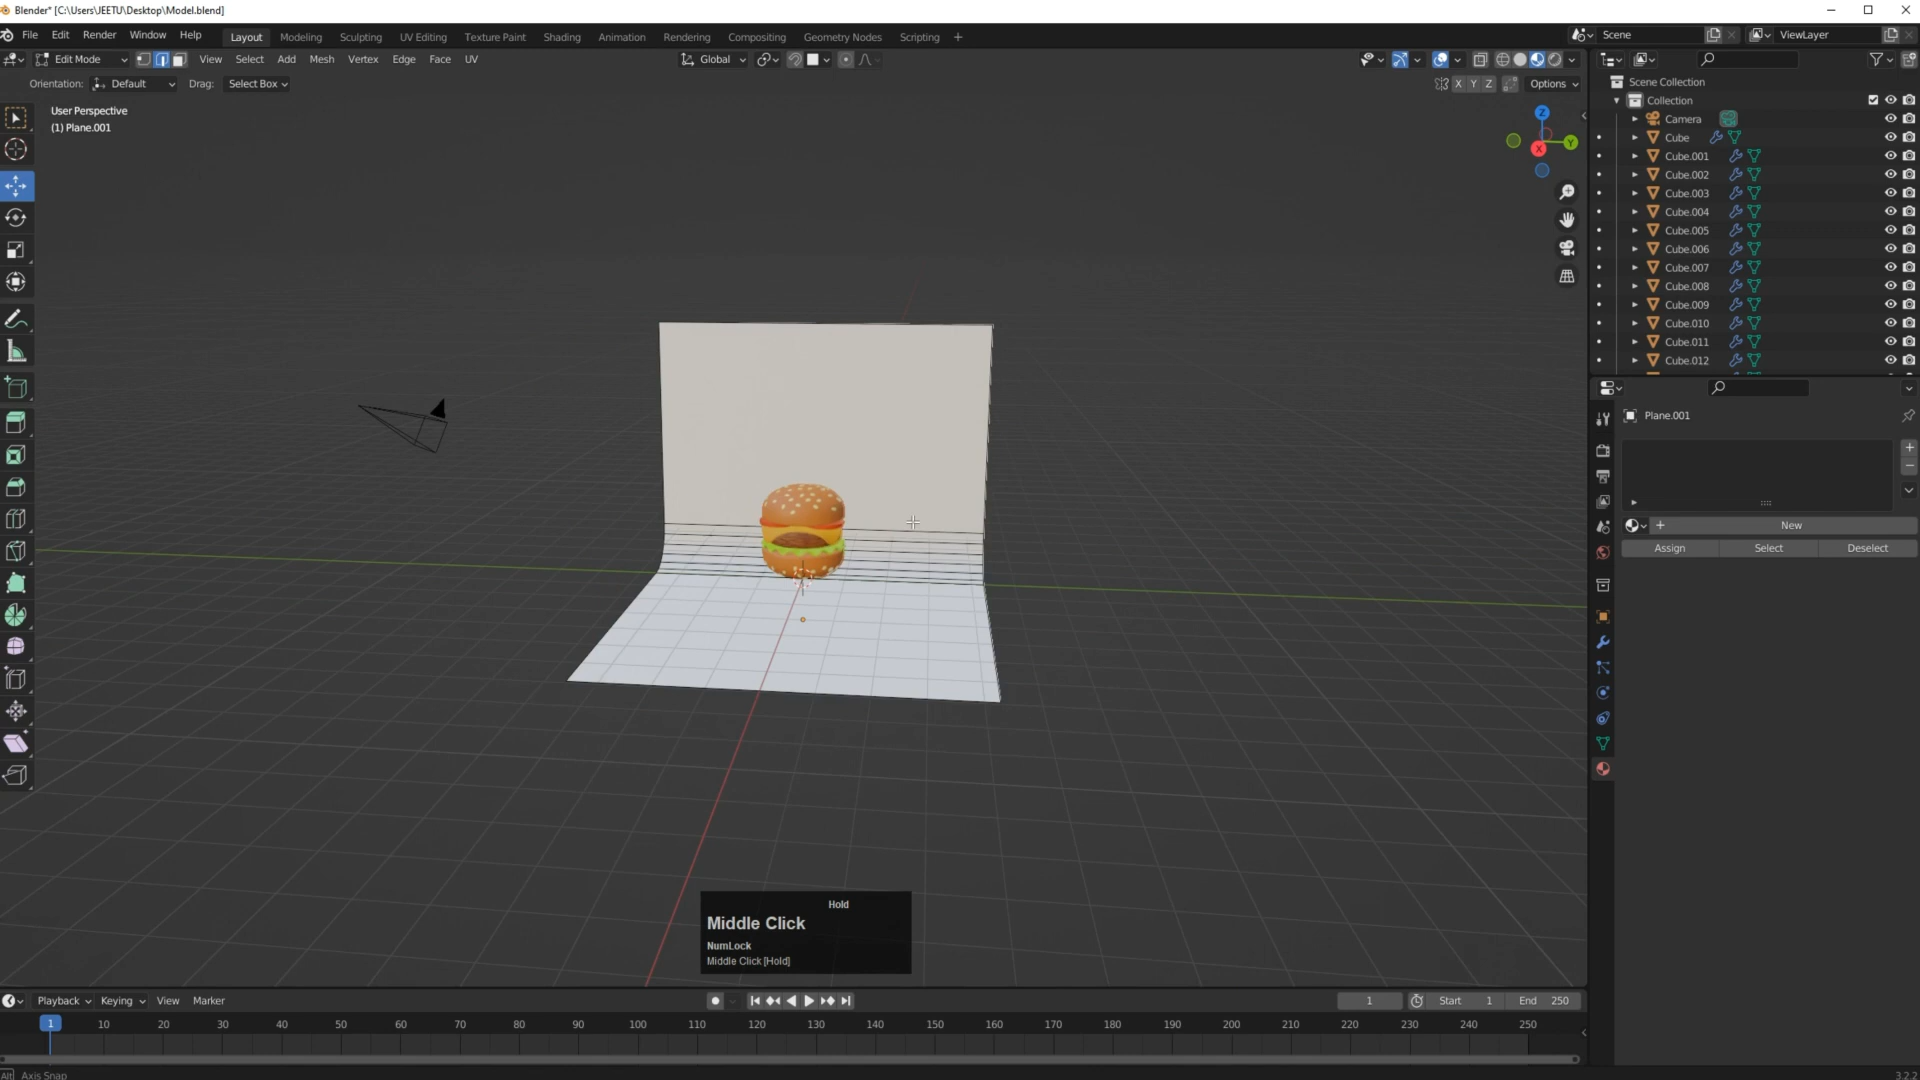 Blender* [C:\Users\JEETU\Desktop\Model.blend]
File Edit Render Window Help Layout Modeling Sculpting UV Editing Texture Paint Shading Animation Rendering Compositing Geometry Nodes Scripting + Scene ViewLayer
Edit Mode View Select Add Mesh Vertex Edge Face UV Global
Orientation: Default Drag: Select Box X Y Z Options
User Perspective
(1) Plane.001
Z
Y
X
Scene Collection
Collection
Camera
Cube
Cube.001
Cube.002
Cube.003
Cube.004
Cube.005
Cube.006
Cube.007
Cube.008
Cube.009
Cube.010
Cube.011
Cube.012
Plane.001
New
Assign Select Deselect
Hold
Middle Click
NumLock
Middle Click [Hold]
Playback Keying View Marker 1 Start 1 End 250
1 10 20 30 40 50 60 70 80 90 100 110 120 130 140 150 160 170 180 190 200 210 220 230 240 250
Alt Axis Snap 3.2.2